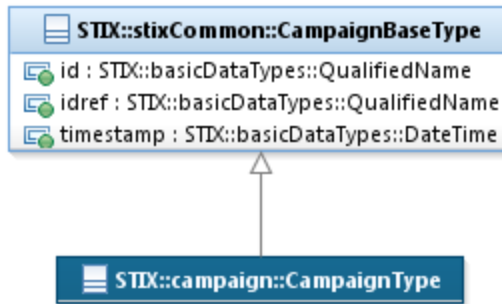 STIX::stixCommon::CampaignBaseType
id : STIX::basicDataTypes::QualifiedName
idref : STIX::basicDataTypes::QualifiedName
timestamp : STIX::basicDataTypes::DateTime
STIX::campaign::CampaignType